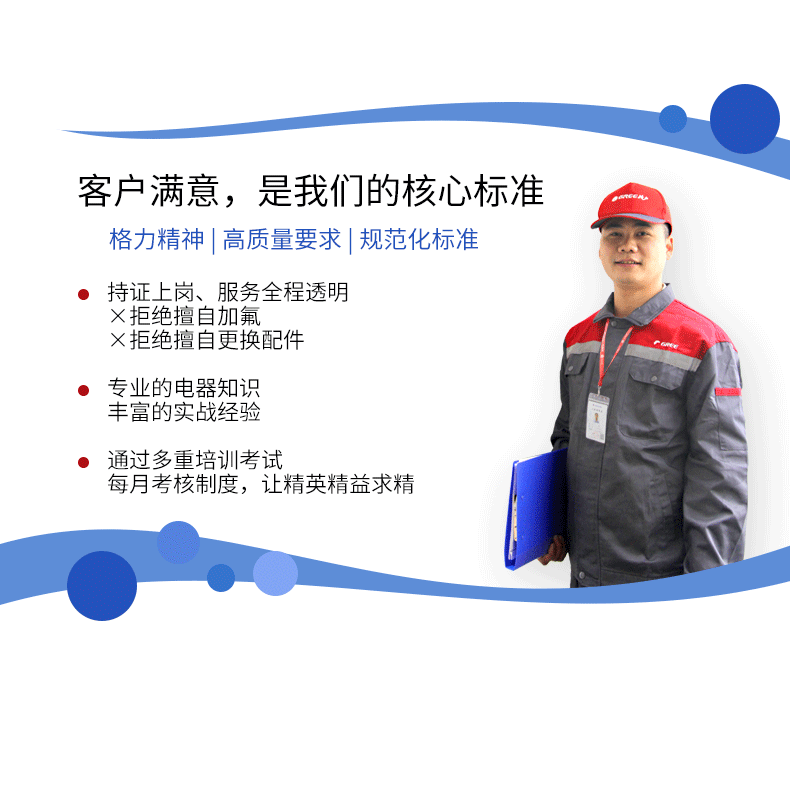 客户满意，是我们的核心标准
格力精神 | 高质量要求 | 规范化标准
持证上岗、服务全程透明
×拒绝擅自加氟
×拒绝擅自更换配件
专业的电器知识
丰富的实战经验
通过多重培训考试
每月考核制度，让精英精益求精
GREE
GREE